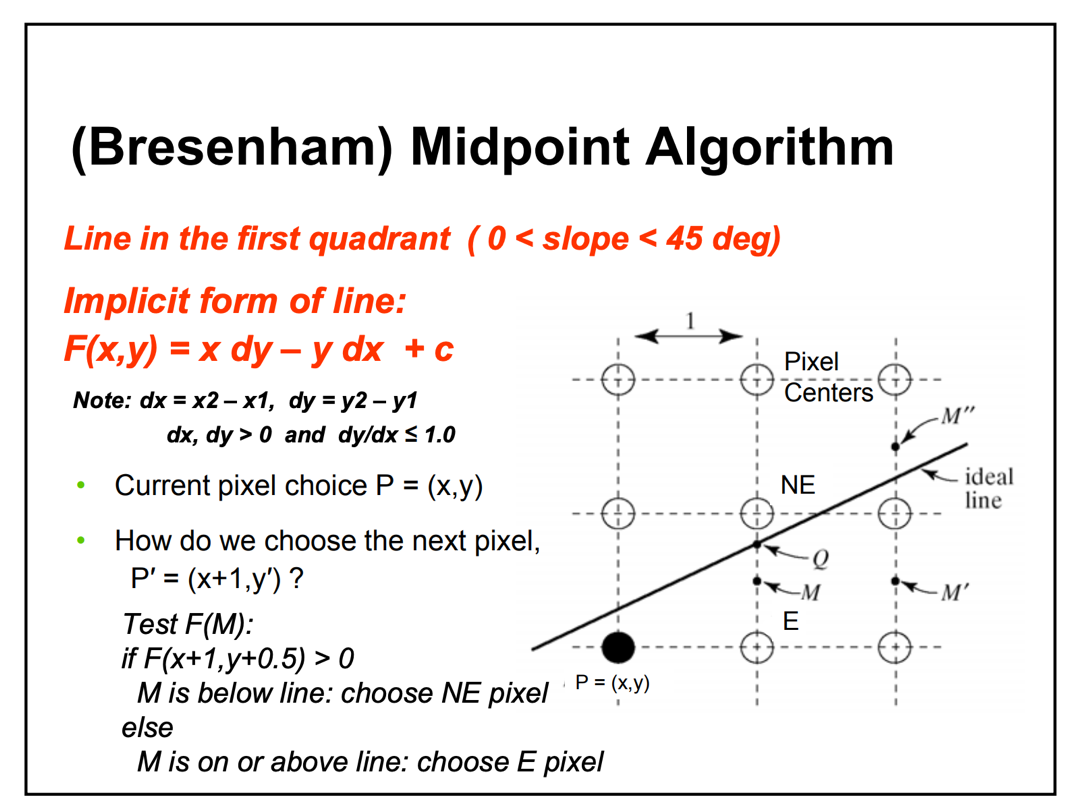 (Bresenham) Midpoint Algorithm
Line in the first quadrant ( 0 < slope < 45 deg)
Implicit form of line:
F(x,y) = x dy – y dx + c
Note: dx = x2 – x1, dy = y2 – y1
dx, dy > 0 and dy/dx ≤ 1.0
• Current pixel choice P = (x,y)
• How do we choose the next pixel,
P′ = (x+1,y′) ?
Test F(M):
if F(x+1,y+0.5) > 0
M is below line: choose NE pixel
else
M is on or above line: choose E pixel
1
Pixel
Centers
M″
ideal
line
NE
Q
M
M′
E
P = (x,y)